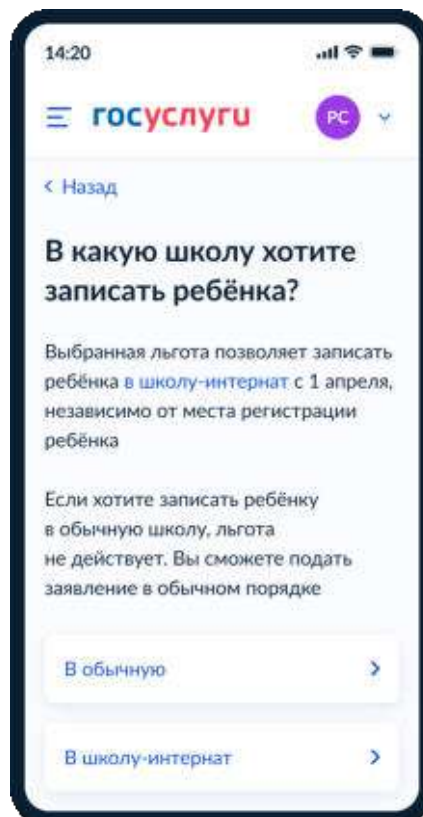 14:20
госуслуги
РС
Назад
В какую школу хотите
записать ребёнка?
Выбранная льгота позволяет записать
ребёнка в школу-интернат с 1 апреля,
независимо от места регистрации
ребёнка
Если хотите записать ребёнку
в обычную школу, льгота
не действует. Вы сможете подать
заявление в обычном порядке
В обычную
В школу-интернат